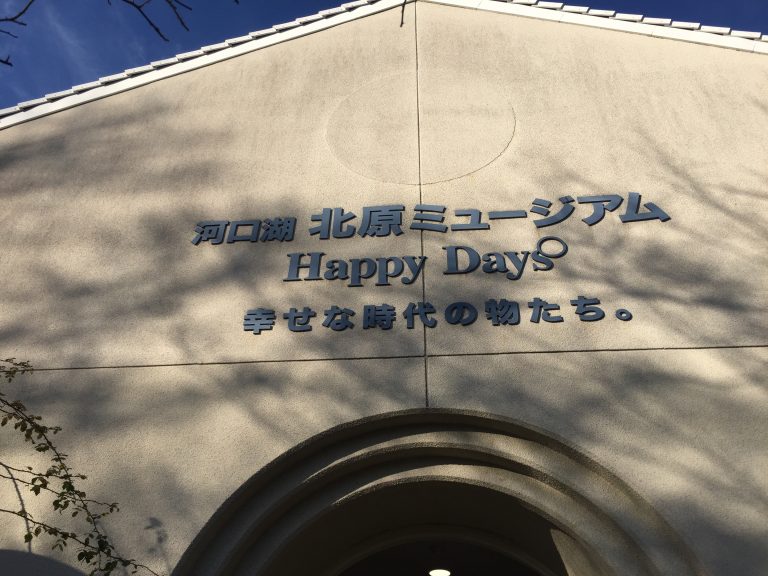 河口湖 北原ミュージアム
Happy Days
幸せな時代の物たち。